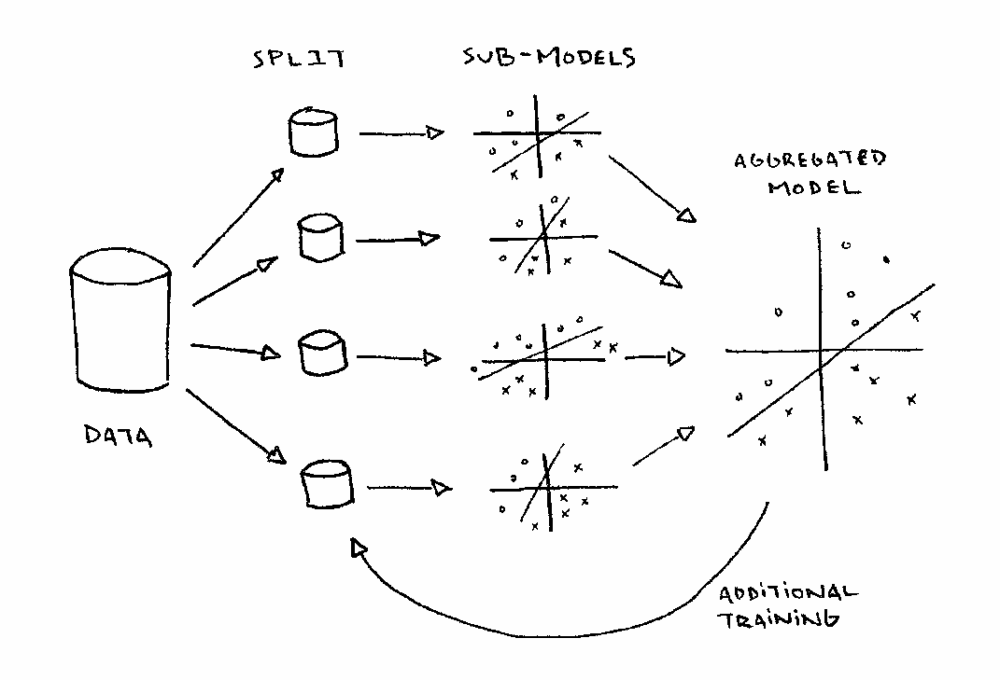 SPLIT
SUB-MODELS
AGGREGATED
MODEL
DATA
ADDiTiONAL
TRAiNiNG